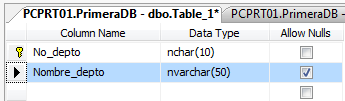 PCPRT01.PrimeraDB - dbo.Table_1* PCPRT01.PrimeraDB
Column Name Data Type Allow Nulls
No_depto nchar(10)
Nombre_depto nvarchar(50)